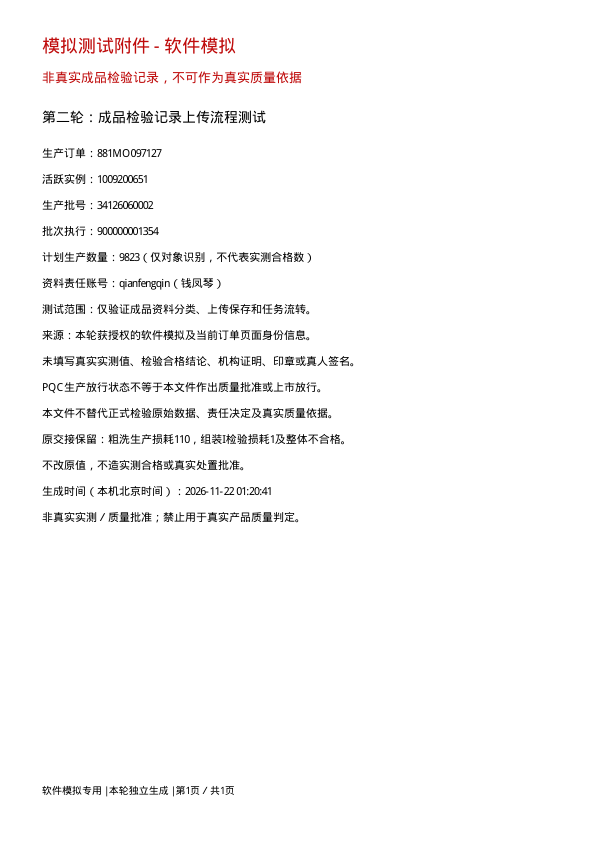 模拟测试附件 - 软件模拟
非真实成品检验记录，不可作为真实质量依据
第二轮：成品检验记录上传流程测试
生产订单：881MO097127
活跃实例：1009200651
生产批号：34126060002
批次执行：900000001354
计划生产数量：9823（仅对象识别，不代表实测合格数）
资料责任账号：qianfengqin（钱凤琴）
测试范围：仅验证成品资料分类、上传保存和任务流转。
来源：本轮获授权的软件模拟及当前订单页面身份信息。
未填写真实实测值、检验合格结论、机构证明、印章或真人签名。
PQC生产放行状态不等于本文件作出质量批准或上市放行。
本文件不替代正式检验原始数据、责任决定及真实质量依据。
原交接保留：粗洗生产损耗110，组装I检验损耗1及整体不合格。
不改原值，不造实测合格或真实处置批准。
生成时间（本机北京时间）：2026-11-22 01:20:41
非真实实测 / 质量批准；禁止用于真实产品质量判定。
软件模拟专用 |本轮独立生成 |第1页 / 共1页